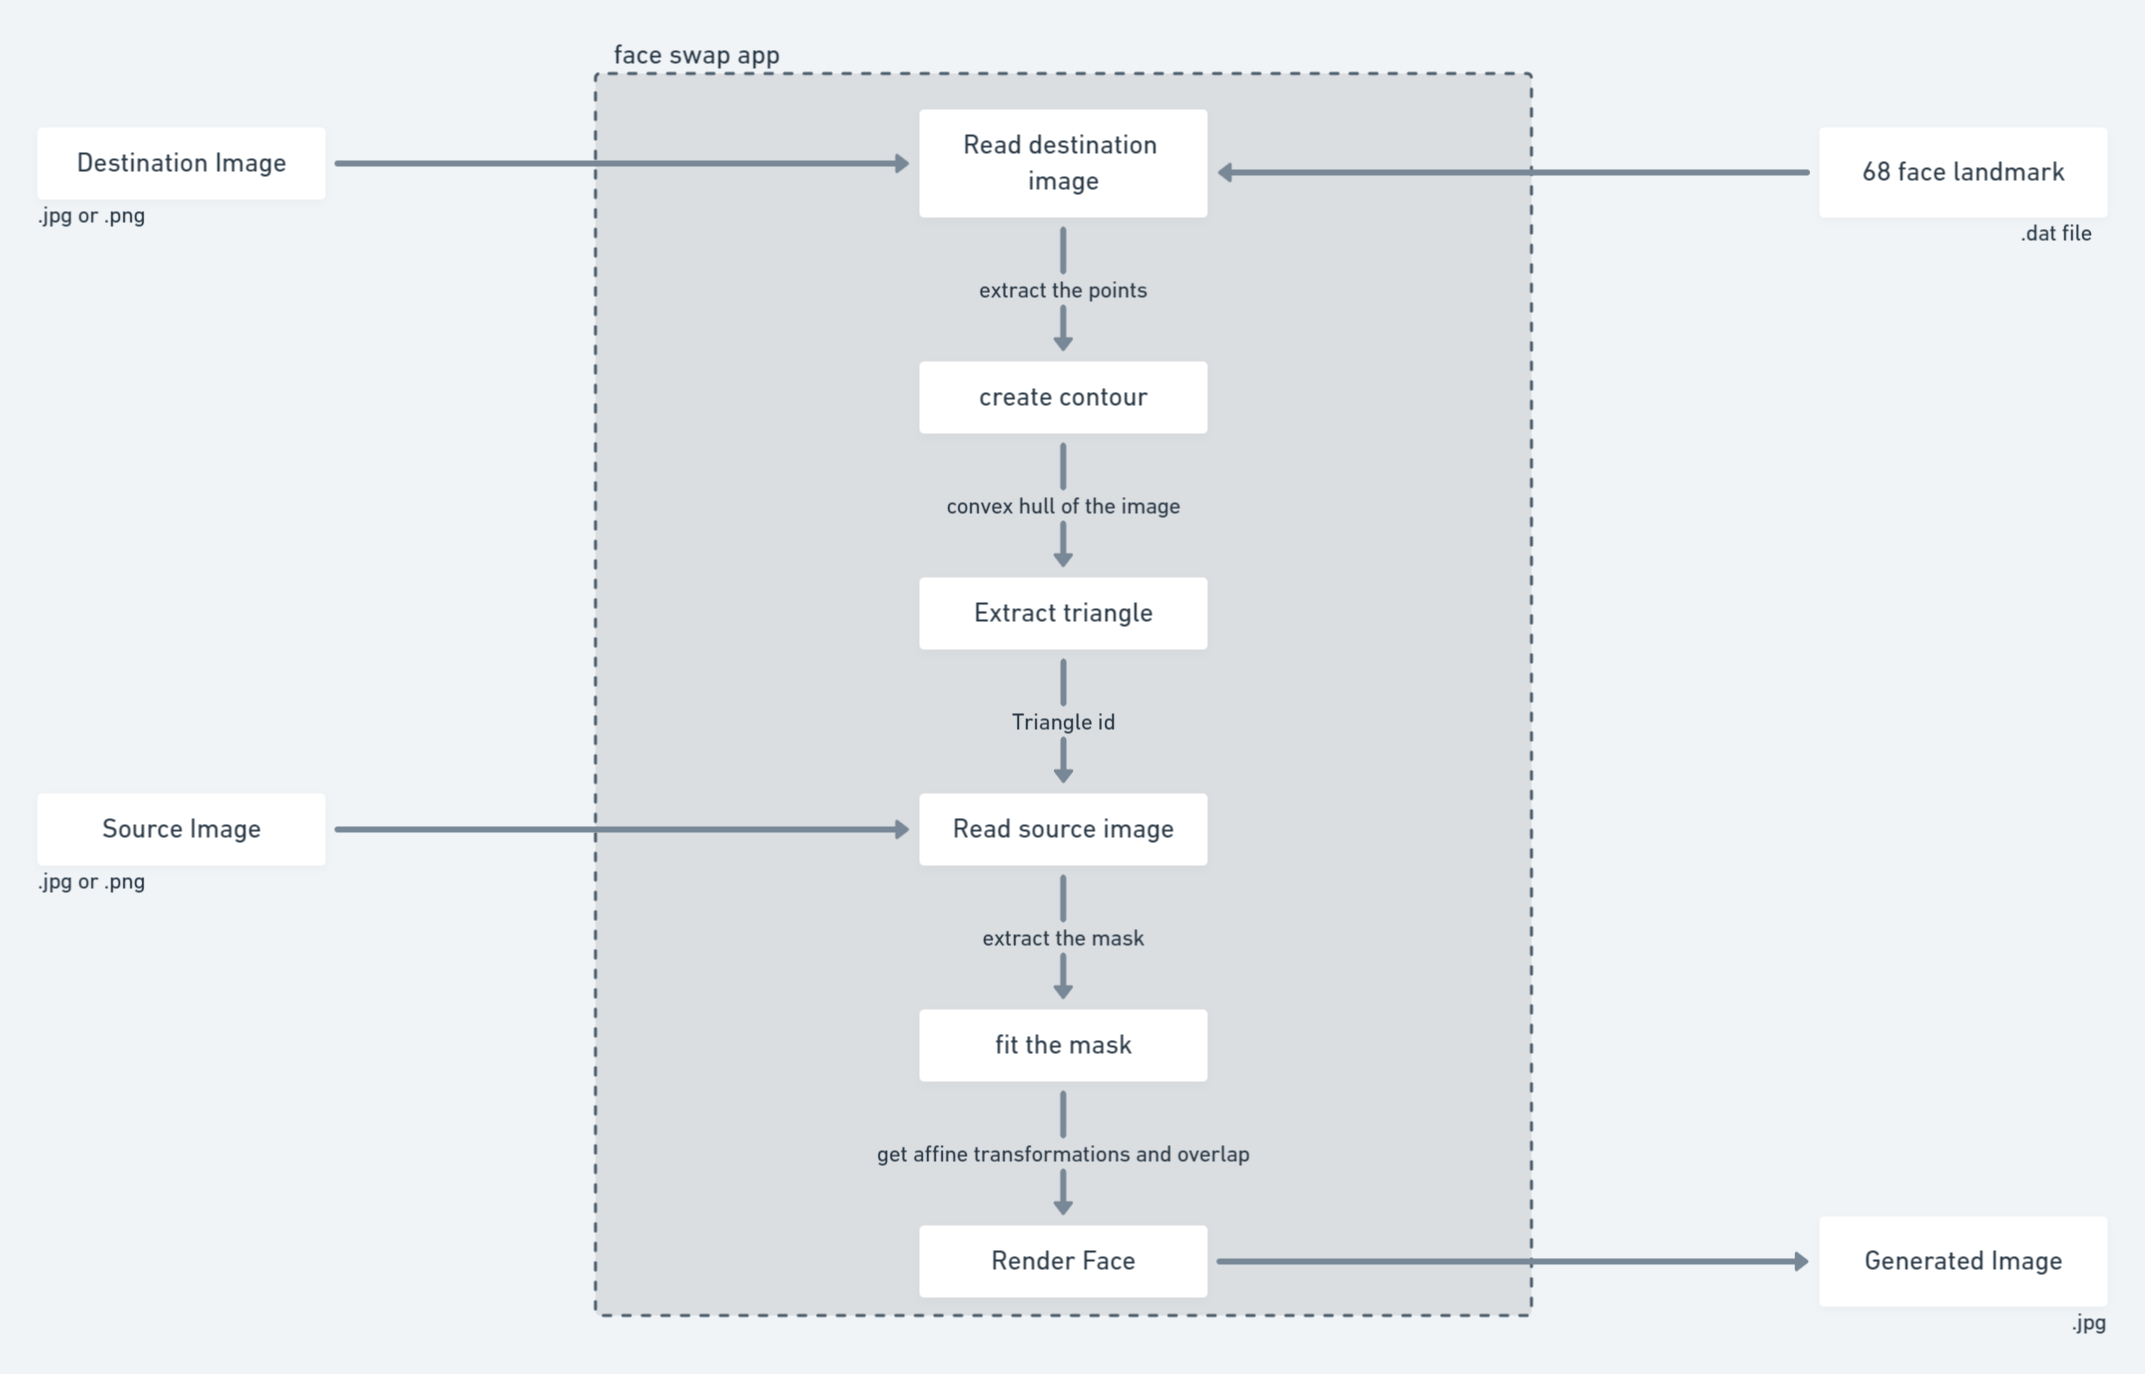 face swap app
Destination Image
.jpg or .png
Read destination
image
68 face landmark
.dat file
extract the points
create contour
convex hull of the image
Extract triangle
Triangle id
Source Image
.jpg or .png
Read source image
extract the mask
fit the mask
get affine transformations and overlap
Render Face
Generated Image
.jpg